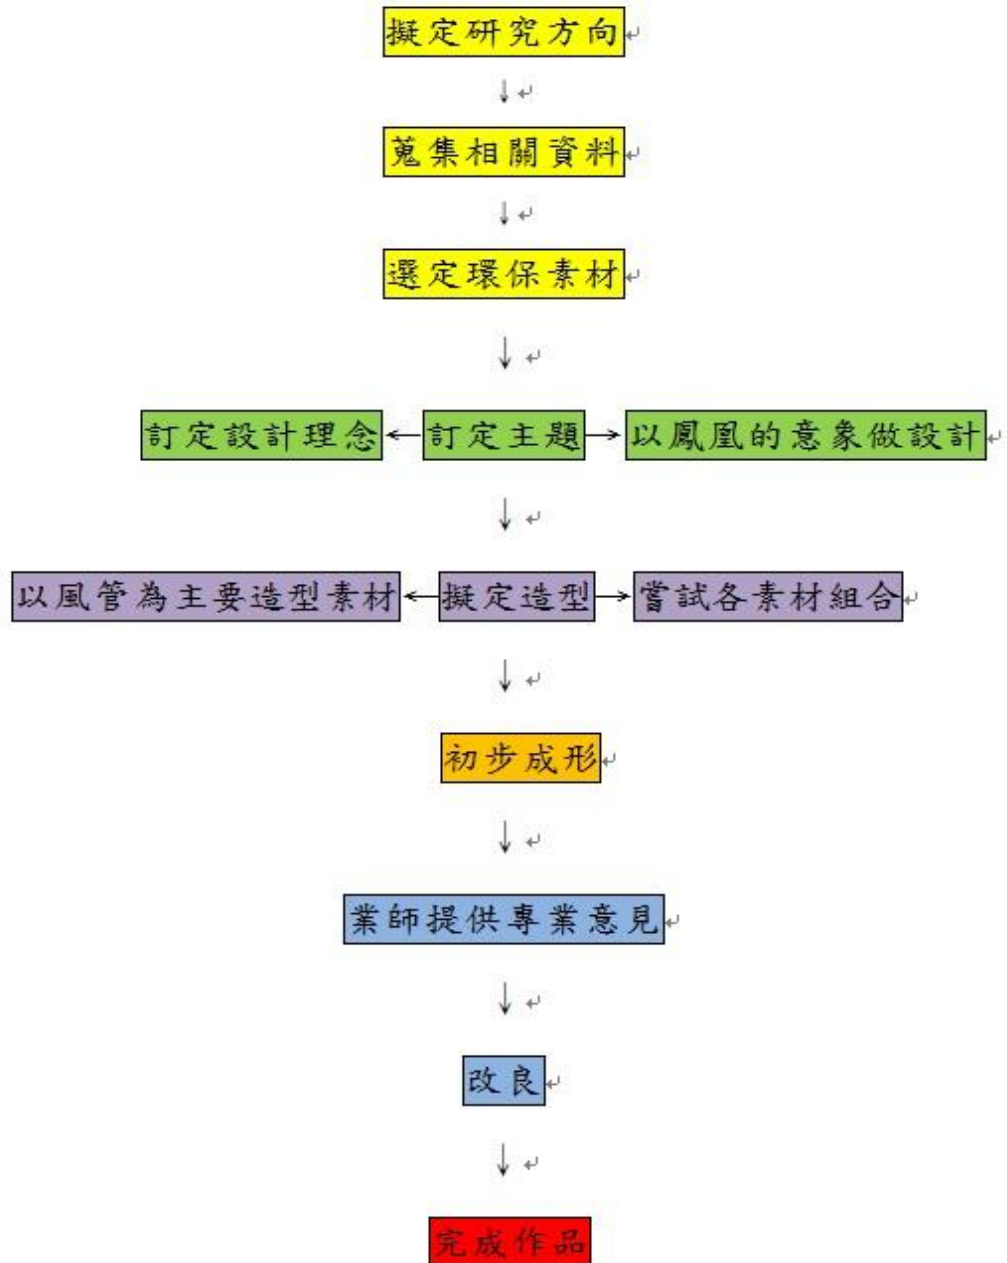 擬定研究方向
蒐集相關資料
選定環保素材
訂定設計理念 訂定主題 以鳳凰的意象做設計
以風管為主要造型素材 擬定造型 嘗試各素材組合
初步成形
業師提供專業意見
改良
完成作品